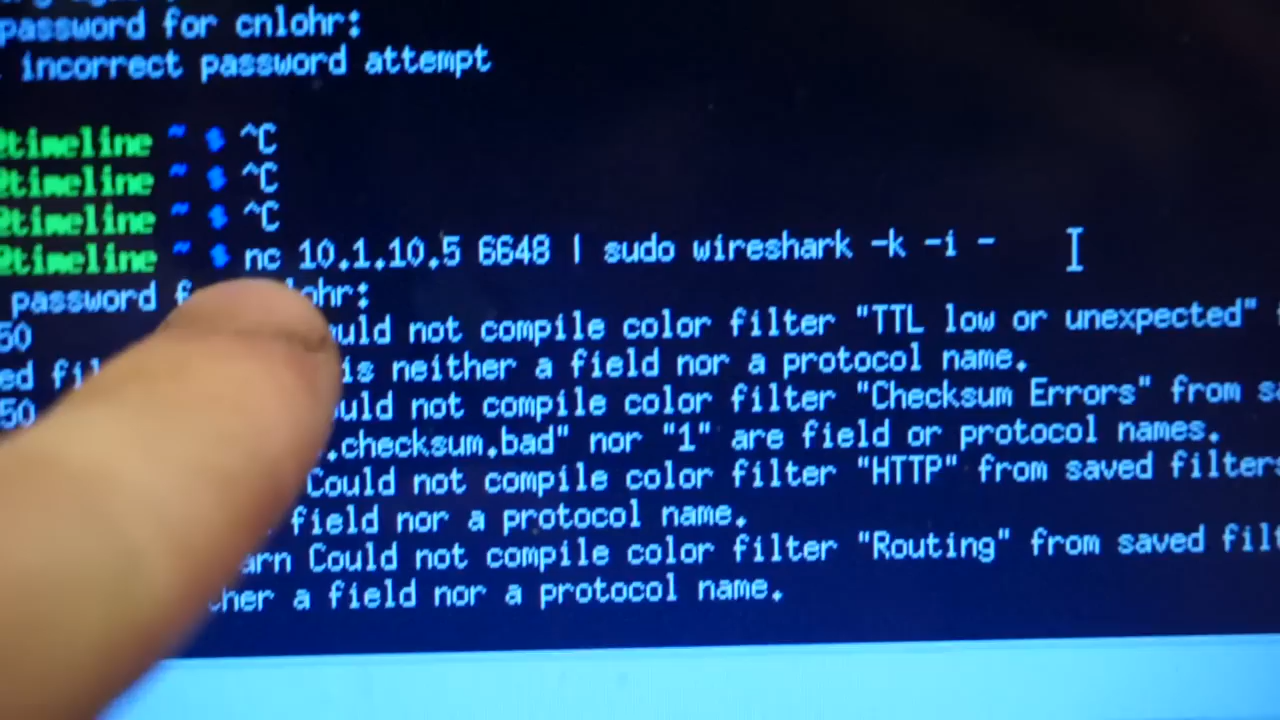 password for cnlohr:
incorrect password attempt
@timeline ~ $ ^C
@timeline ~ $ ^C
@timeline ~ $ ^C
@timeline ~ $ nc 10.1.10.5 6648 | sudo wireshark -k -i -
password ohr:
50 ould not compile color filter "TTL low or unexpected"
ed fil is neither a field nor a protocol name.
50 ould not compile color filter "Checksum Errors" from s
.checksum.bad" nor "1" are field or protocol names.
Could not compile color filter "HTTP" from saved filters
field nor a protocol name.
arn Could not compile color filter "Routing" from saved filt
her a field nor a protocol name.